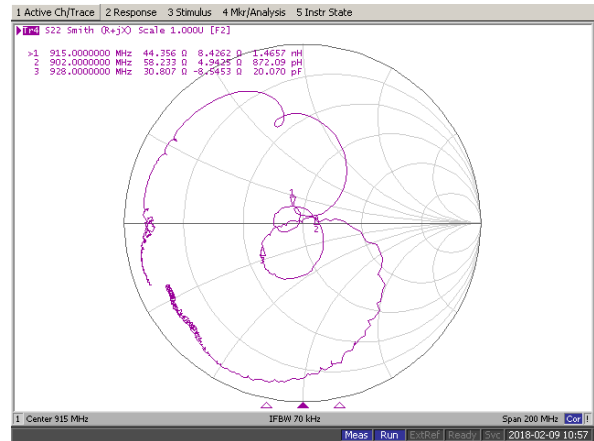 1 Active Ch/Trace 2 Response 3 Stimulus 4 Mkr/Analysis 5 Instr State
Tr4 S22 Smith (R+jX) Scale 1.000U [F2]
>1 915.0000000 MHz 44.356 Ω 8.4262 Ω 1.4657 nH
2 902.0000000 MHz 58.233 Ω 4.9425 Ω 872.09 pH
3 928.0000000 MHz 30.807 Ω -8.5453 Ω 20.070 pF
1
2
3
1 Center 915 MHz IFBW 70 kHz Span 200 MHz Cor !
Meas Run ExtRef Ready Svc 2018-02-09 10:57